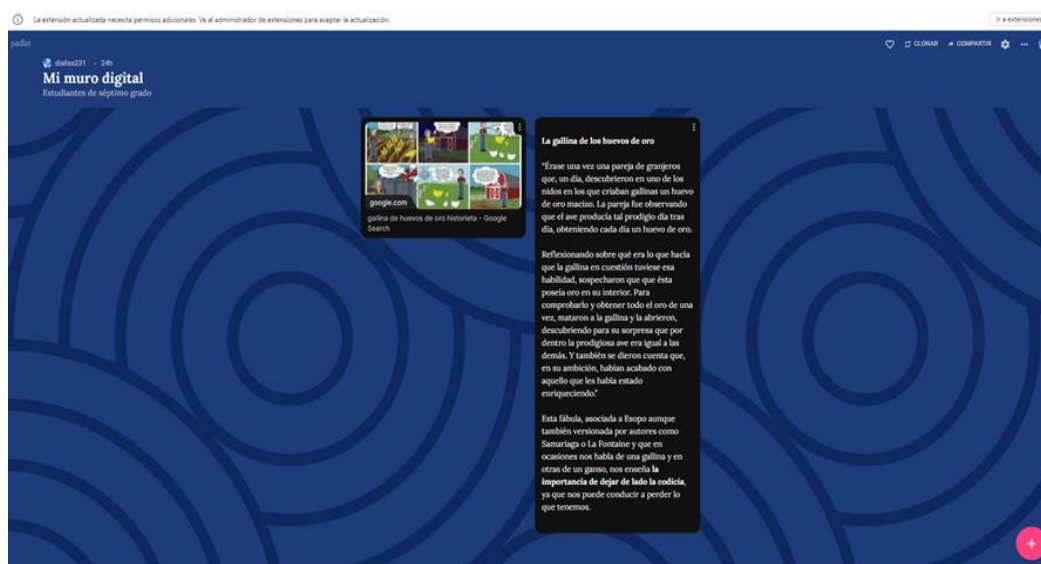 La extensión actualizada necesita permisos adicionales. Ve al administrador de extensiones para aceptar la actualización.
Ir a extensiones
padlet
CLONAR
COMPARTIR
dialiss231 · 24h
Mi muro digital
Estudiantes de séptimo grado
google.com
gallina de huevos de oro historieta - Google
Search
La gallina de los huevos de oro
"Érase una vez una pareja de granjeros
que, un día, descubrieron en uno de los
nidos en los que criaban gallinas un huevo
de oro macizo. La pareja fue observando
que el ave producía tal prodigio día tras
día, obteniendo cada día un huevo de oro.
Reflexionando sobre qué era lo que hacía
que la gallina en cuestión tuviese esa
habilidad, sospecharon que que ésta
poseía oro en su interior. Para
comprobarlo y obtener todo el oro de una
vez, mataron a la gallina y la abrieron,
descubriendo para su sorpresa que por
dentro la prodigiosa ave era igual a las
demás. Y también se dieron cuenta que,
en su ambición, habían acabado con
aquello que les había estado
enriqueciendo."
Esta fábula, asociada a Esopo aunque
también versionada por autores como
Samariaga o La Fontaine y que en
ocasiones nos habla de una gallina y en
otras de un ganso, nos enseña la
importancia de dejar de lado la codicia,
ya que nos puede conducir a perder lo
que tenemos.